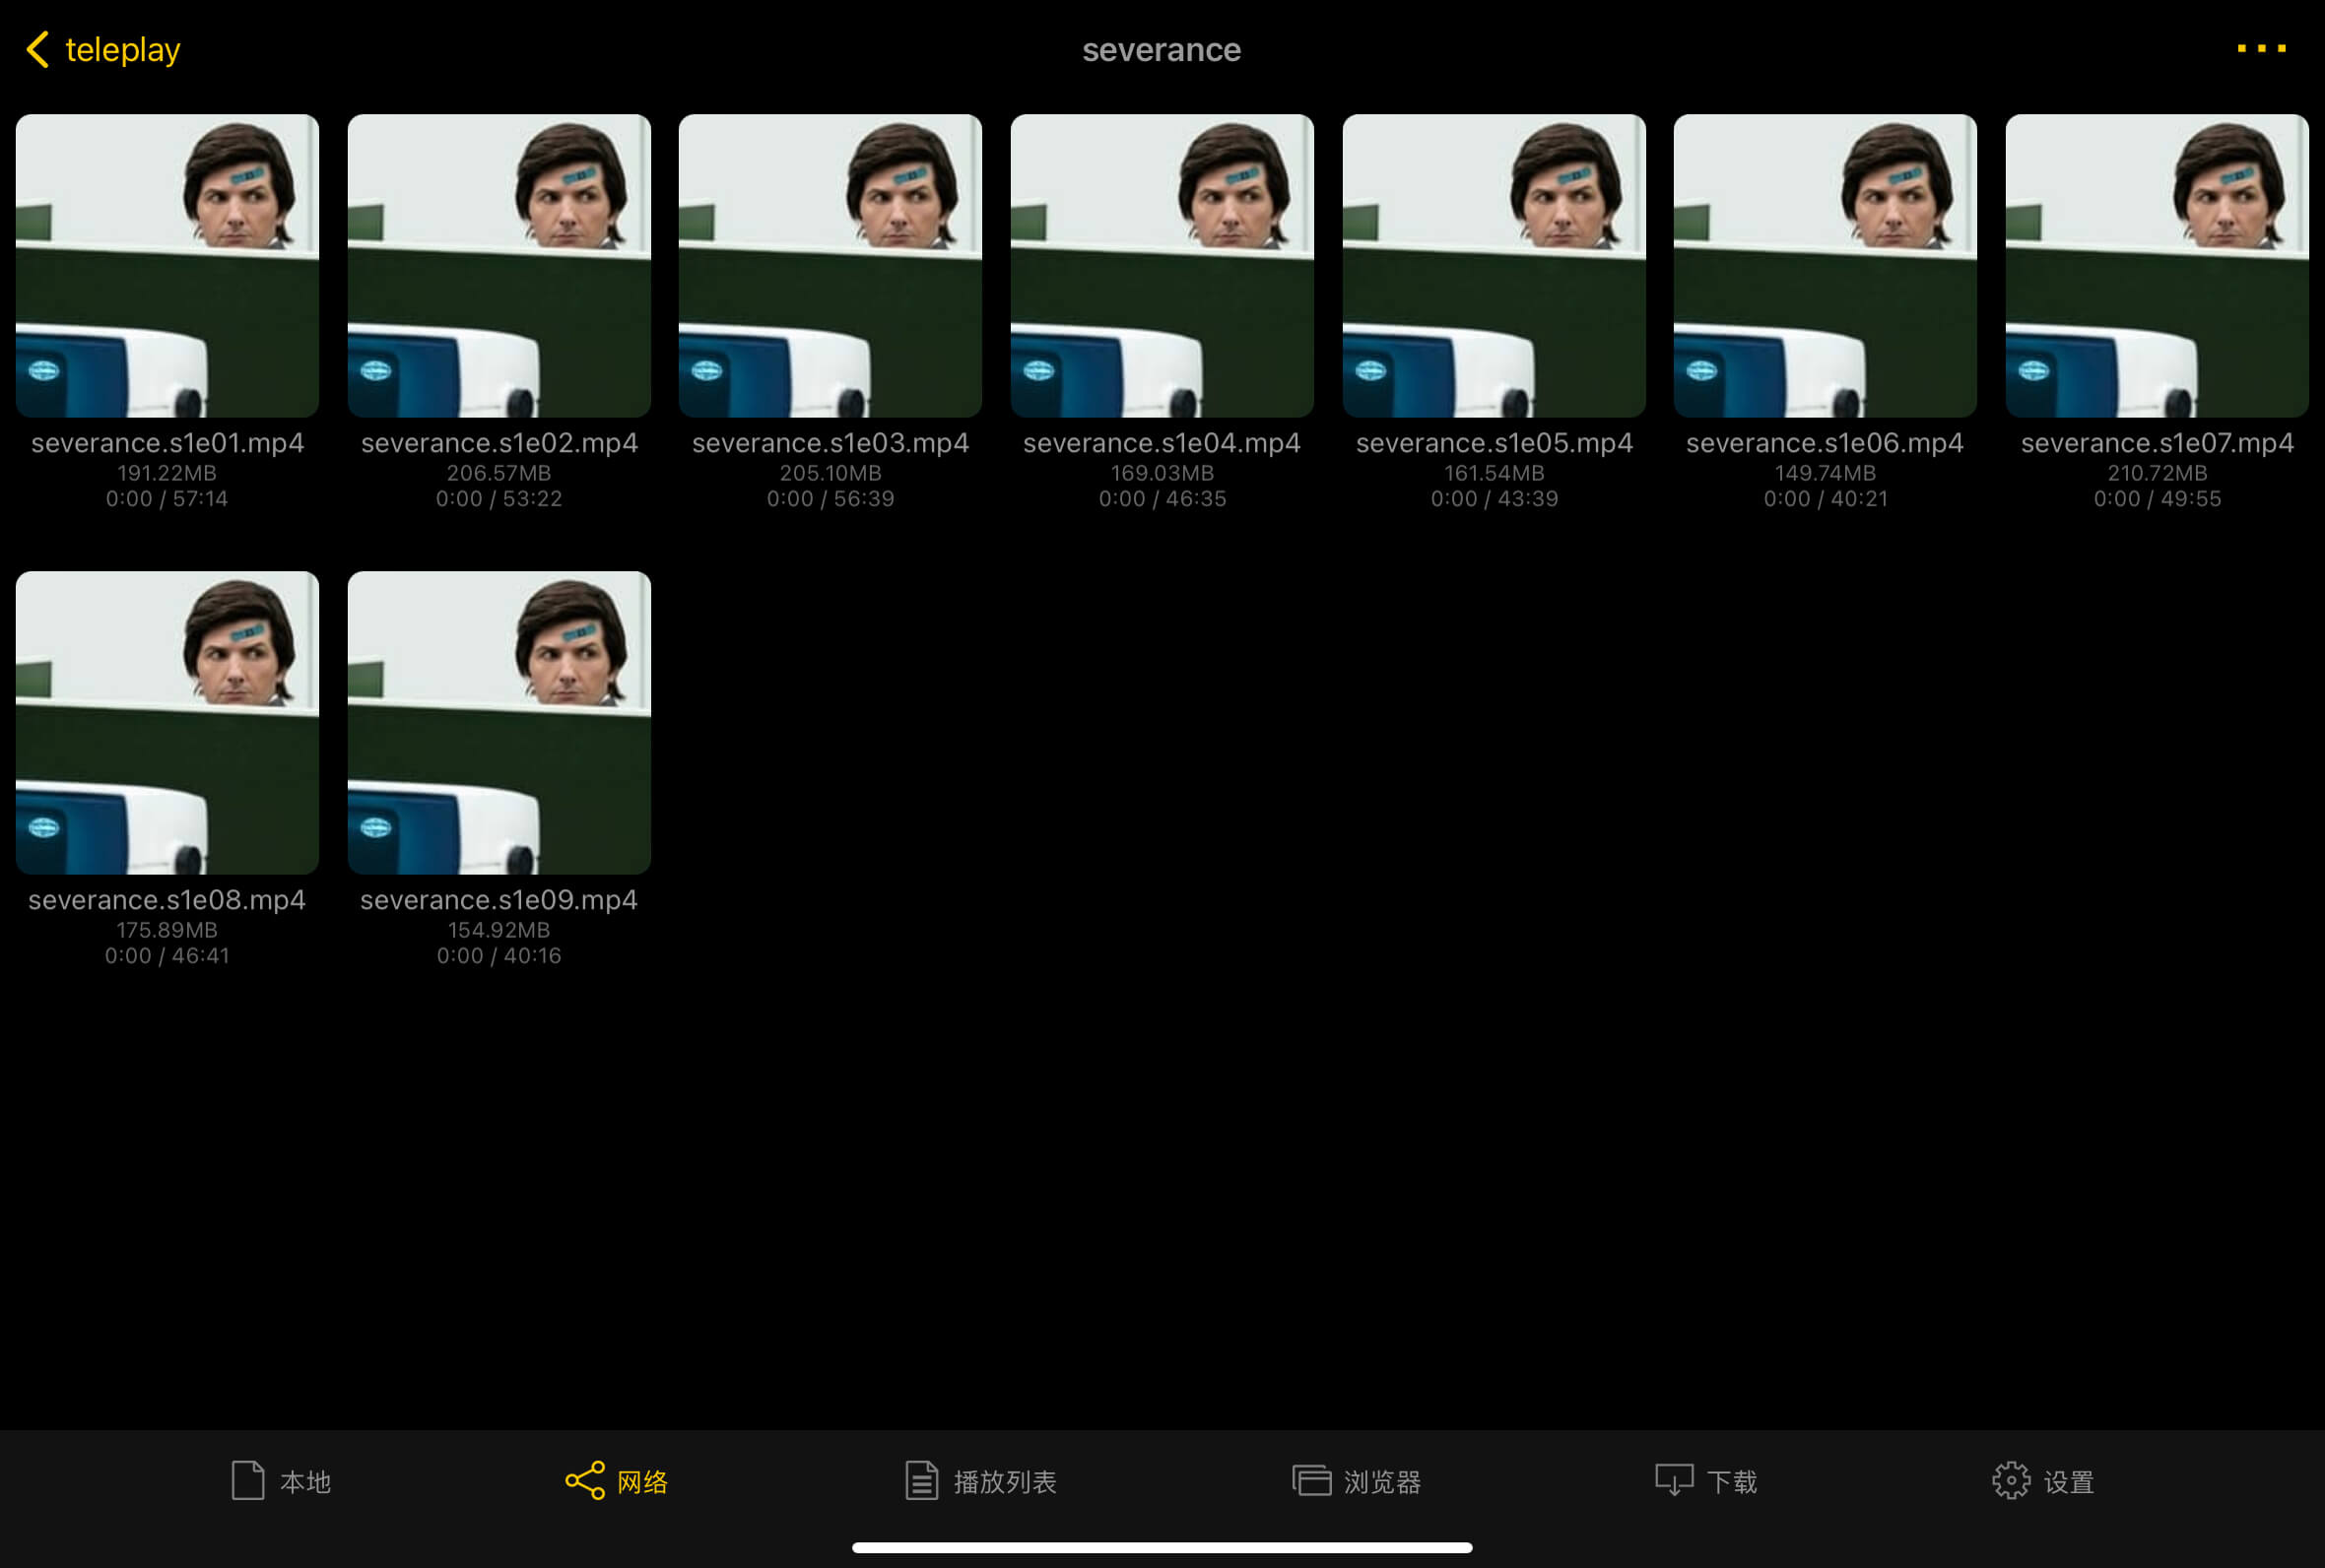 teleplay
severance
severance.s1e01.mp4
191.22MB
0:00 / 57:14
severance.s1e02.mp4
206.57MB
0:00 / 53:22
severance.s1e03.mp4
205.10MB
0:00 / 56:39
severance.s1e04.mp4
169.03MB
0:00 / 46:35
severance.s1e05.mp4
161.54MB
0:00 / 43:39
severance.s1e06.mp4
149.74MB
0:00 / 40:21
severance.s1e07.mp4
210.72MB
0:00 / 49:55
severance.s1e08.mp4
175.89MB
0:00 / 46:41
severance.s1e09.mp4
154.92MB
0:00 / 40:16
本地
网络
播放列表
浏览器
下载
设置